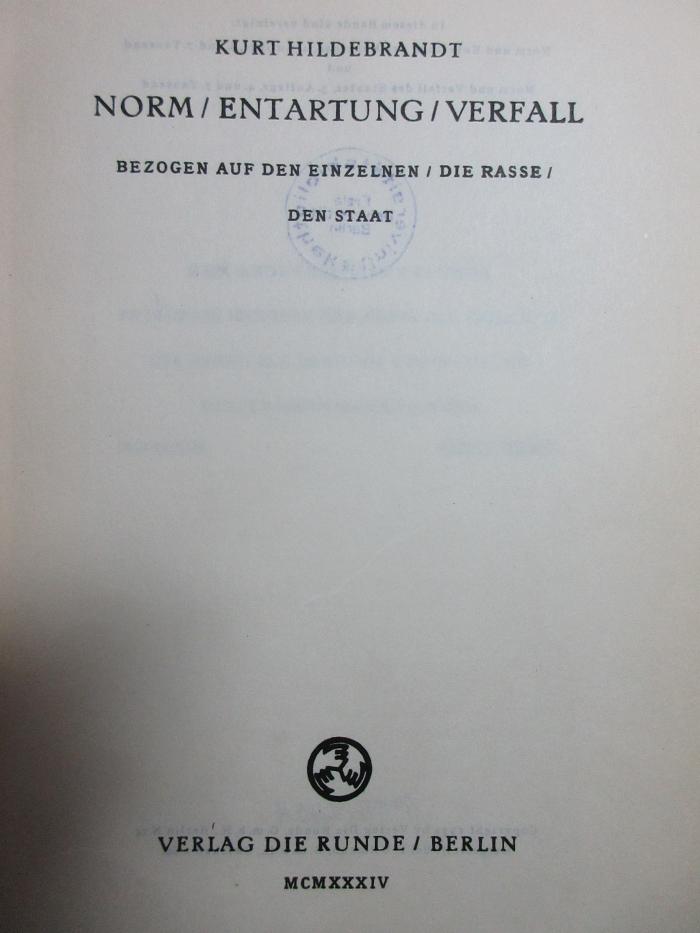 KURT HILDEBRANDT
NORM / ENTARTUNG / VERFALL
BEZOGEN AUF DEN EINZELNEN / DIE RASSE /
DEN STAAT
VERLAG DIE RUNDE / BERLIN
MCMXXXIV